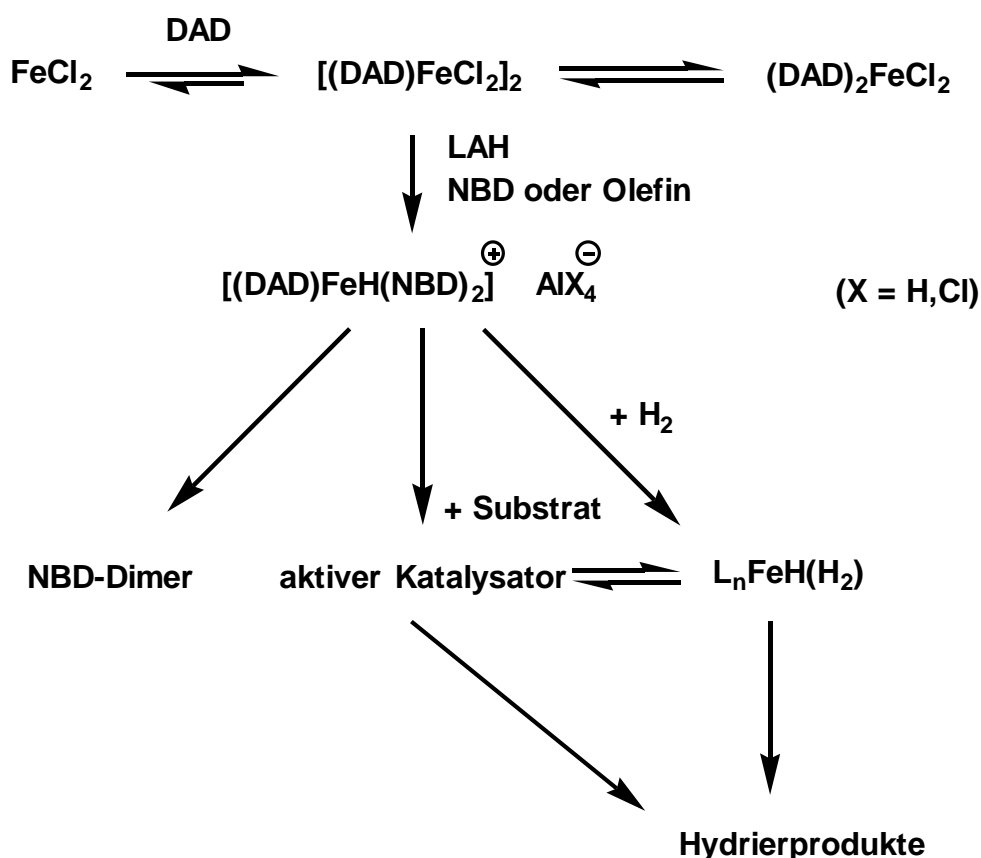 DAD
FeCl₂ [(DAD)FeCl₂]₂ (DAD)₂FeCl₂
LAH
NBD oder Olefin
[(DAD)FeH(NBD)₂]⊕ AlX₄⊖ (X = H,Cl)
+ H₂
+ Substrat
NBD-Dimer aktiver Katalysator LₙFeH(H₂)
Hydrierprodukte